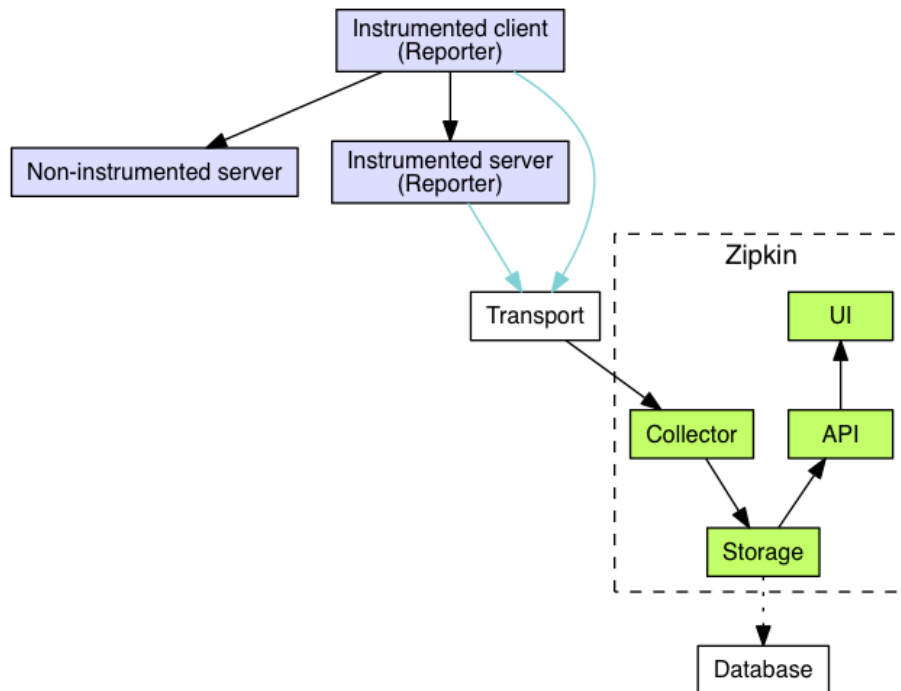 Instrumented client
(Reporter)
Non-instrumented server
Instrumented server
(Reporter)
Zipkin
Transport
UI
Collector
API
Storage
Database